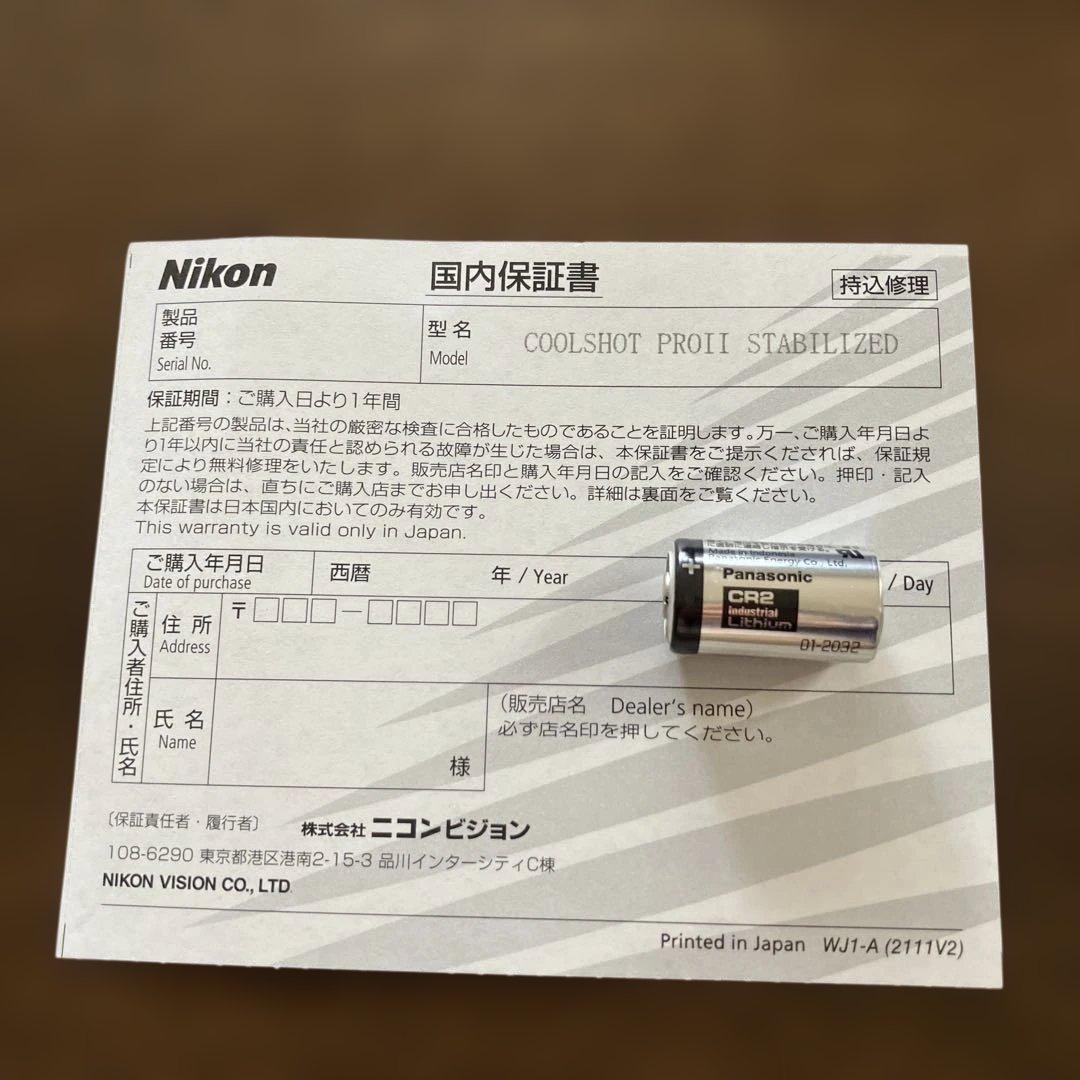 Nikon
国内保証書
持込修理
製品
番号
Serial No.
型名
Model
COOLSHOT PROII STABILIZED
保証期間：ご購入日より1年間
上記番号の製品は、当社の厳密な検査に合格したものであることを証明します。万一、ご購入年月日よ
り1年以内に当社の責任と認められる故障が生じた場合は、本保証書をご提示くだされば、保証規
定により無料修理をいたします。販売店名印と購入年月日の記入をご確認ください。押印・記入
のない場合は、直ちにご購入店までお申し出ください。詳細は裏面をご覧ください。
本保証書は日本国内においてのみ有効です。
This warranty is valid only in Japan.
ご購入年月日
Date of purchase
西暦
年 / Year
/ Day
ご購入者住所・氏名
住所
Address
〒□□□－□□□□
氏名
Name
様
（販売店名 Dealer's name）
必ず店名印を押してください。
Made in Indonesia
Panasonic Energy Co., Ltd.
Panasonic
CR2
Industrial
Lithium
01-2032
〔保証責任者・履行者〕
株式会社 ニコンビジョン
108-6290 東京都港区港南2-15-3 品川インターシティC棟
NIKON VISION CO., LTD.
Printed in Japan WJ1-A (2111V2)